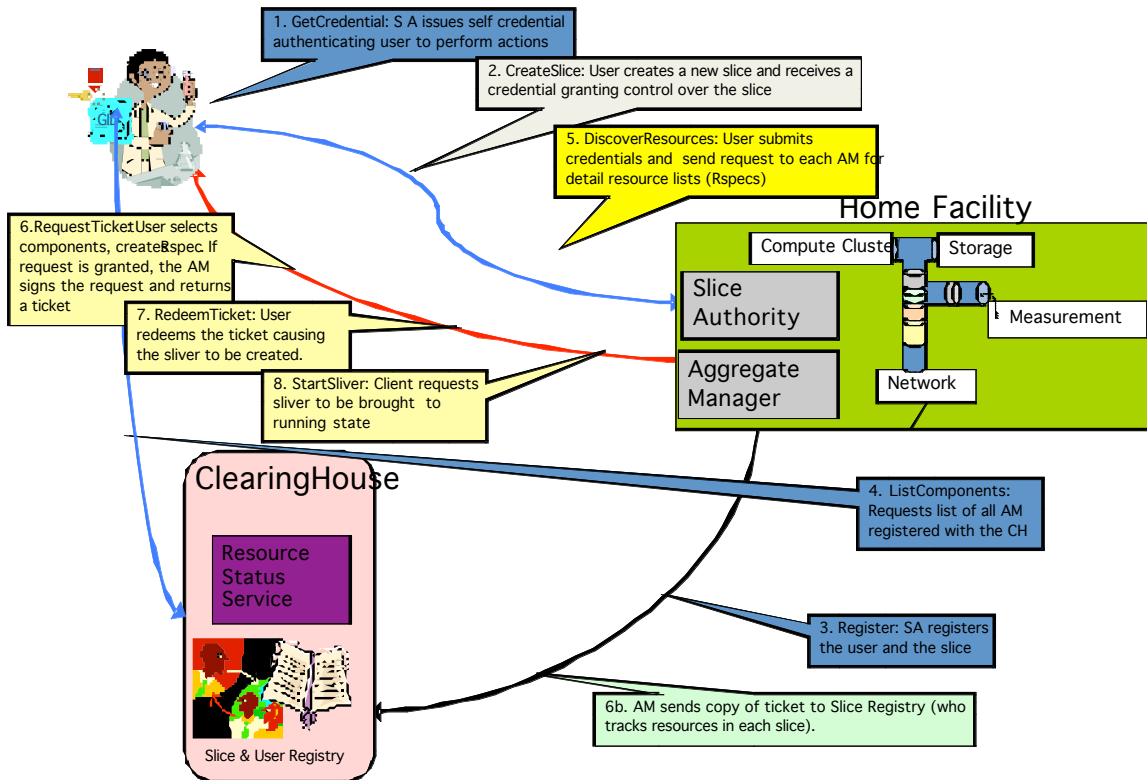 1. GetCredential: S A issues self credential
authenticating user to perform actions
2. CreateSlice: User creates a new slice and receives a
credential granting control over the slice
5. DiscoverResources: User submits
credentials and send request to each AM for
detail resource lists (Rspecs)
GID
6.RequestTicketUser selects
components, creates Rspec. If
request is granted, the AM
signs the request and returns
a ticket
7. RedeemTicket: User
redeems the ticket causing
the sliver to be created.
8. StartSliver: Client requests
sliver to be brought to
running state
Home Facility
Compute Cluste
Storage
Slice
Authority
Measurement
Aggregate
Manager
Network
ClearingHouse
Resource
Status
Service
Slice & User Registry
4. ListComponents:
Requests list of all AM
registered with the CH
3. Register: SA registers
the user and the slice
6b. AM sends copy of ticket to Slice Registry (who
tracks resources in each slice).